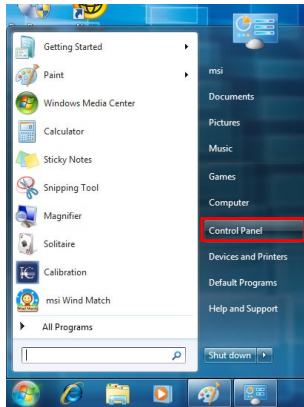 Getting Started
Paint
Windows Media Center
Calculator
Sticky Notes
Snipping Tool
Magnifier
Solitaire
Calibration
msi Wind Match
All Programs
msi
Documents
Pictures
Music
Games
Computer
Control Panel
Devices and Printers
Default Programs
Help and Support
Shut down